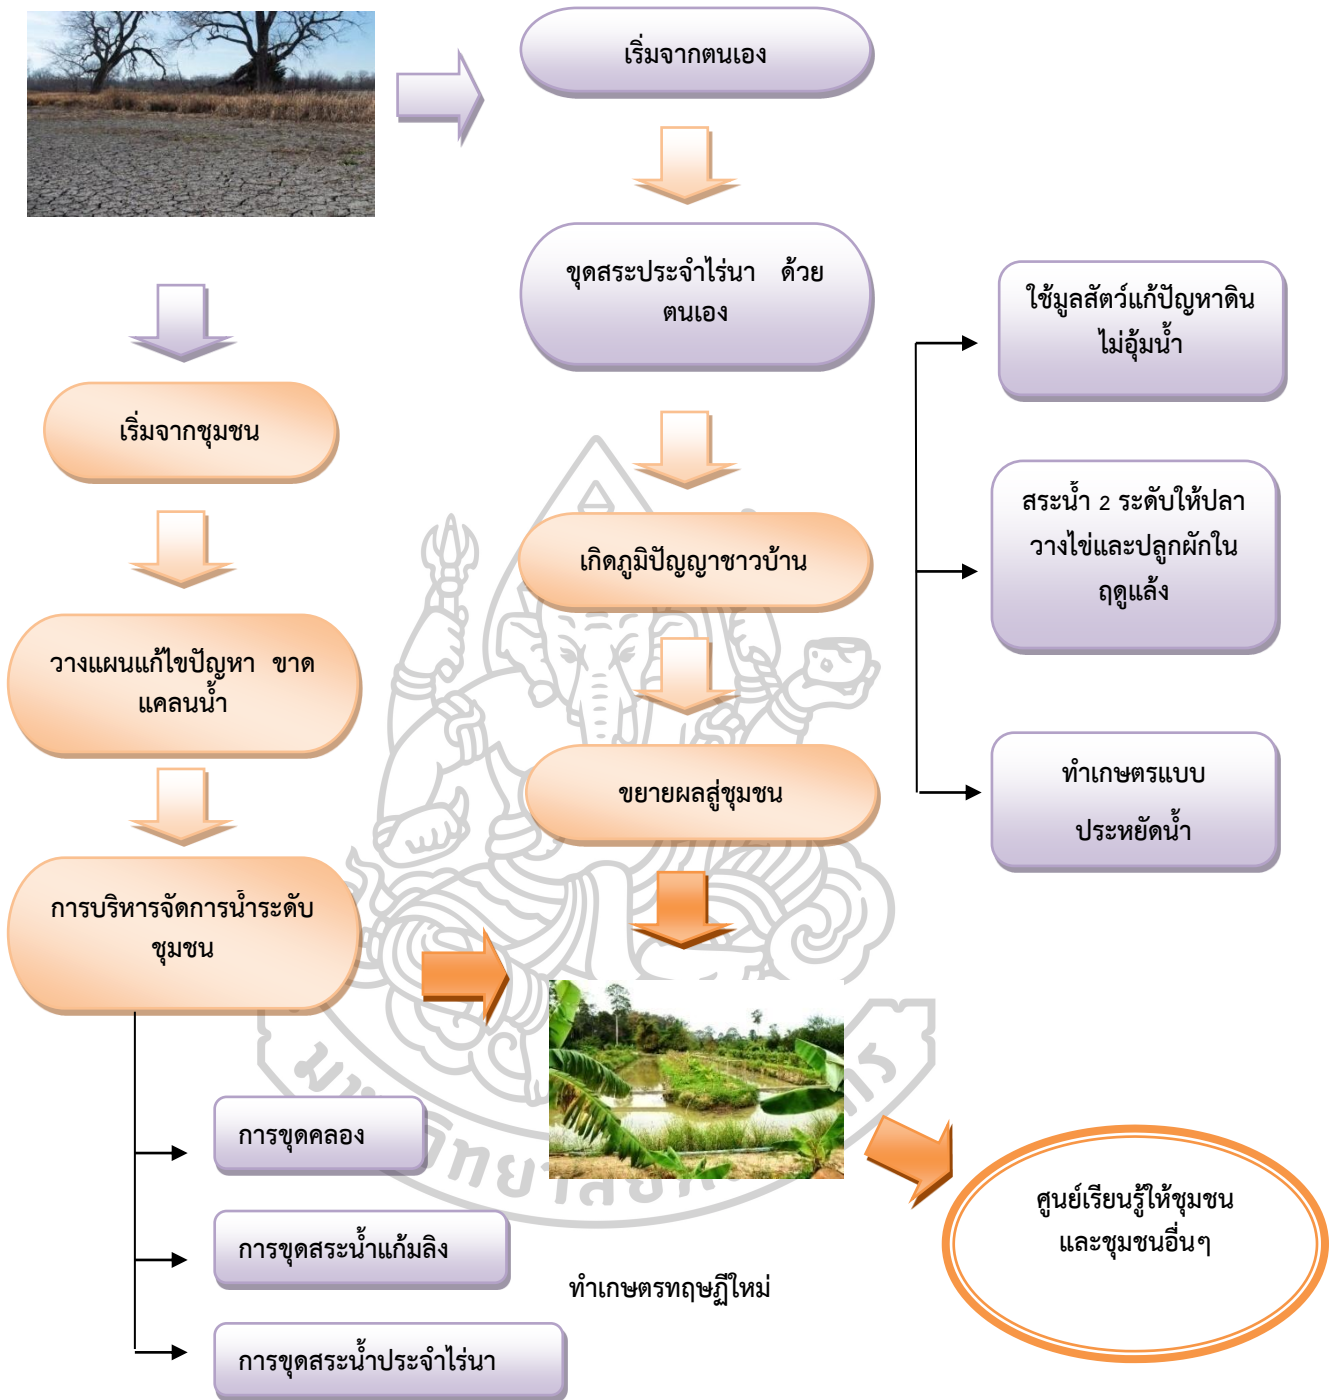 เริ่มจากตนเอง
ขุดสระประจำไร่นา ด้วย
ตนเอง
ใช้มูลสัตว์แก้ปัญหาดิน
ไม่อุ้มน้ำ
เริ่มจากชุมชน
สระน้ำ 2 ระดับให้ปลา
วางไข่และปลูกผักใน
ฤดูแล้ง
เกิดภูมิปัญญาชาวบ้าน
วางแผนแก้ไขปัญหา ขาด
แคลนน้ำ
ขยายผลสู่ชุมชน
ทำเกษตรแบบ
ประหยัดน้ำ
การบริหารจัดการน้ำระดับ
ชุมชน
การขุดคลอง
การขุดสระน้ำแก้มลิง
การขุดสระน้ำประจำไร่นา
ทำเกษตรทฤษฎีใหม่
ศูนย์เรียนรู้ให้ชุมชน
และชุมชนอื่นๆ